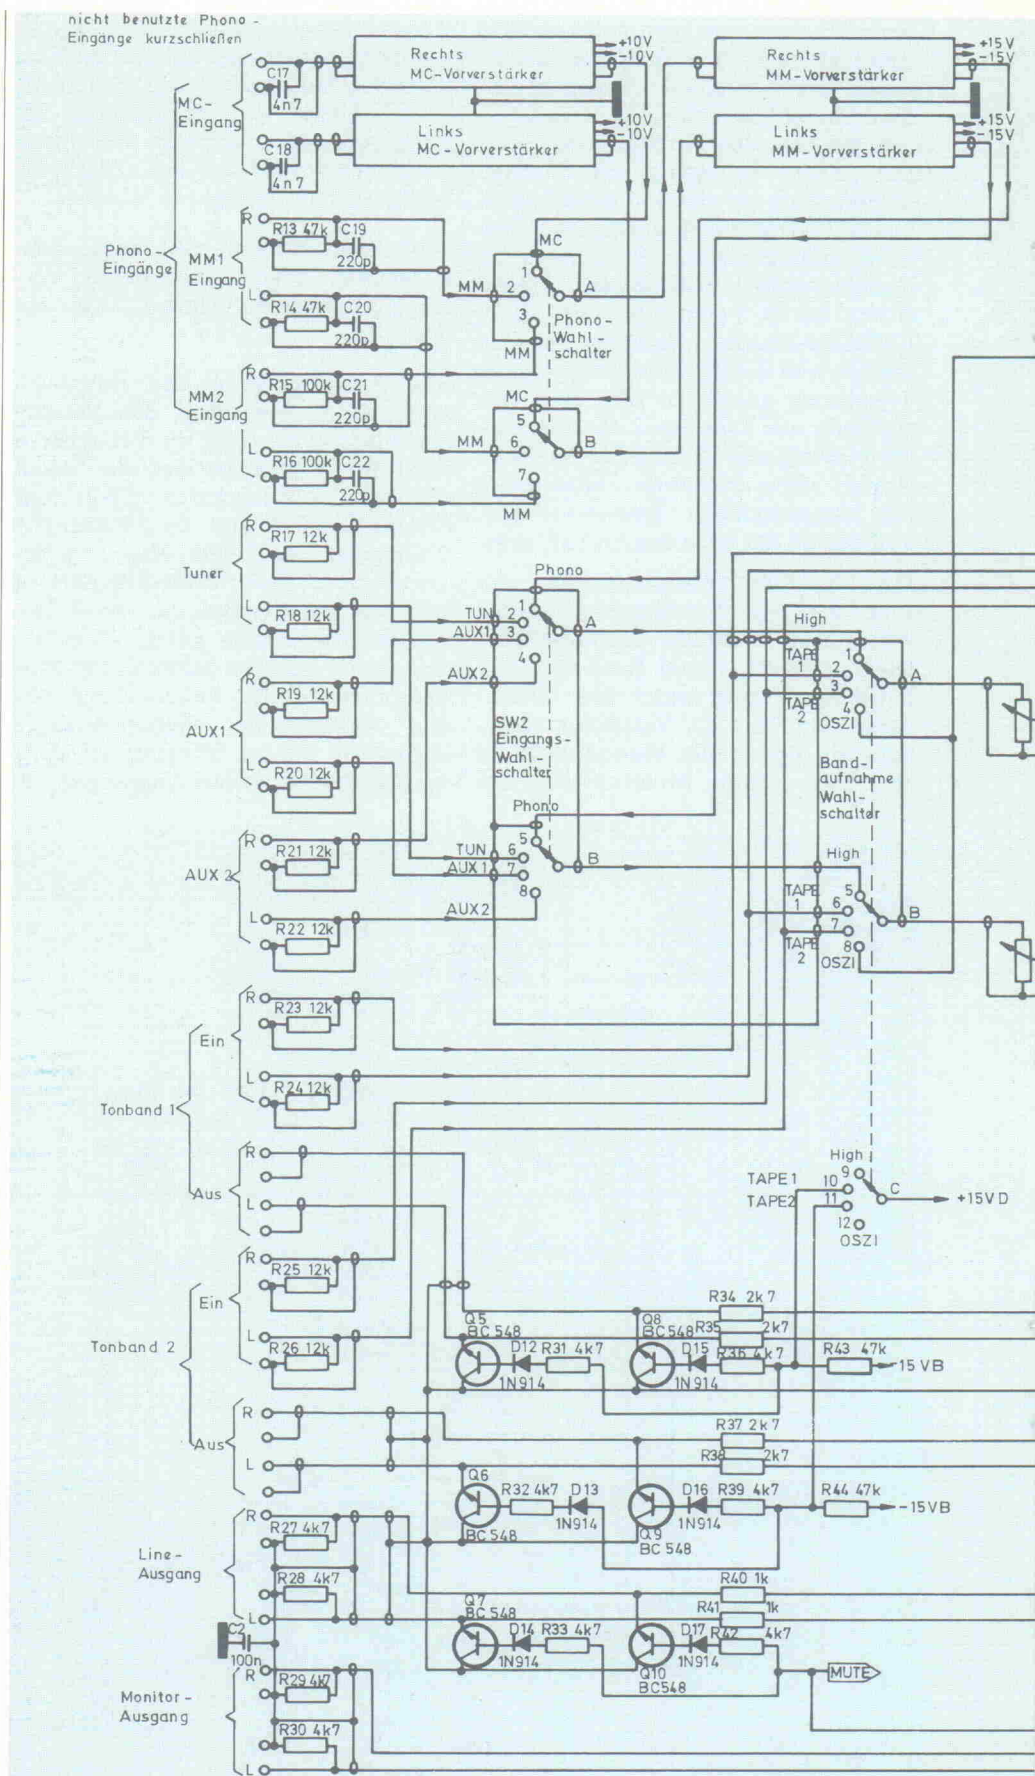 nicht benutzte Phono-
Eingänge kurzschließen
C17
4n7
MC-
Eingang
C18
4n7
Rechts
MC-Vorverstärker
+10V
-10V
Links
MC-Vorverstärker
+10V
-10V
Rechts
MM-Vorverstärker
+15V
-15V
Links
MM-Vorverstärker
+15V
-15V
Phono-
Eingänge
MM1
Eingang
R
R13 47k
C19
220p
L
R14 47k
C20
220p
MM2
Eingang
R
R15 100k
C21
220p
L
R16 100k
C22
220p
MC
1
MM 2
A
3
MM
Phono-
Wahl-
schalter
MC
5
MM 6
B
7
MM
Tuner
R
R17 12k
L
R18 12k
AUX1
R
R19 12k
L
R20 12k
AUX 2
R
R21 12k
L
R22 12k
Phono
1
TUN 2
AUX1 3
A
4
AUX2
SW2
Eingangs-
Wahl-
schalter
Phono
5
TUN 6
AUX 1 7
B
8
AUX2
High
TAPE
1
1
2
3
A
TAPE
2
4
OSZI
Band-
aufnahme
Wahl-
schalter
High
TAPE
1
5
6
7
B
TAPE
2
8
OSZI
Tonband 1
Ein
R
R23 12k
L
R24 12k
Aus
R
L
High
9
TAPE1 10
TAPE2 11
C
+15VD
12
OSZI
Tonband 2
Ein
R
R25 12k
L
R26 12k
Aus
R
L
Q5
BC 548
D12
1N914
R31 4k7
Q8
BC 548
D15
1N914
R34 2k7
R35 2k7
R36 4k7
R43 47k
-15VB
R37 2k7
R38 2k7
Q6
BC 548
R32 4k7
D13
1N914
Q9
BC 548
D16
1N914
R39 4k7
R44 47k
-15VB
Line-
Ausgang
R
R27 4k7
R28 4k7
L
C2
100n
Q7
BC 548
D14
1N914
R33 4k7
Q10
BC548
D17
1N914
R40 1k
R41 1k
R42 4k7
MUTE
Monitor-
Ausgang
R
R29 4k7
R30 4k7
L